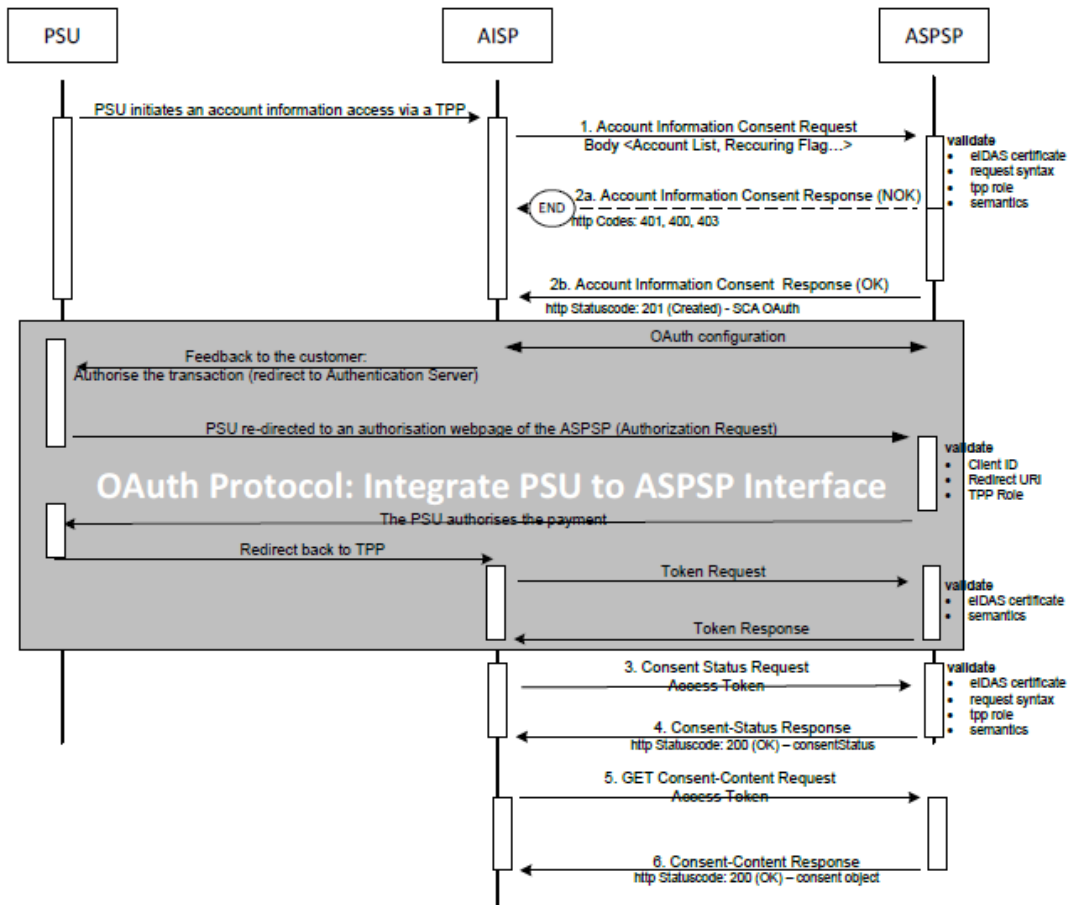 PSU
AISP
ASPSP
PSU initiates an account information access via a TPP
1. Account Information Consent Request
Body <Account List, Reccuring Flag...>
validate
• eIDAS certificate
• request syntax
• tpp role
• semantics
2a. Account Information Consent Response (NOK)
END
http Codes: 401, 400, 403
2b. Account Information Consent Response (OK)
http Statuscode: 201 (Created) - SCA OAuth
OAuth configuration
Feedback to the customer:
Authorise the transaction (redirect to Authentication Server)
PSU re-directed to an authorisation webpage of the ASPSP (Authorization Request)
validate
• Client ID
• Redirect URI
• TPP Role
OAuth Protocol: Integrate PSU to ASPSP Interface
The PSU authorises the payment
Redirect back to TPP
Token Request
validate
• eIDAS certificate
• semantics
Token Response
3. Consent Status Request
Access Token
validate
• eIDAS certificate
• request syntax
• tpp role
• semantics
4. Consent-Status Response
http Statuscode: 200 (OK) – consentStatus
5. GET Consent-Content Request
Access Token
6. Consent-Content Response
http Statuscode: 200 (OK) – consent object